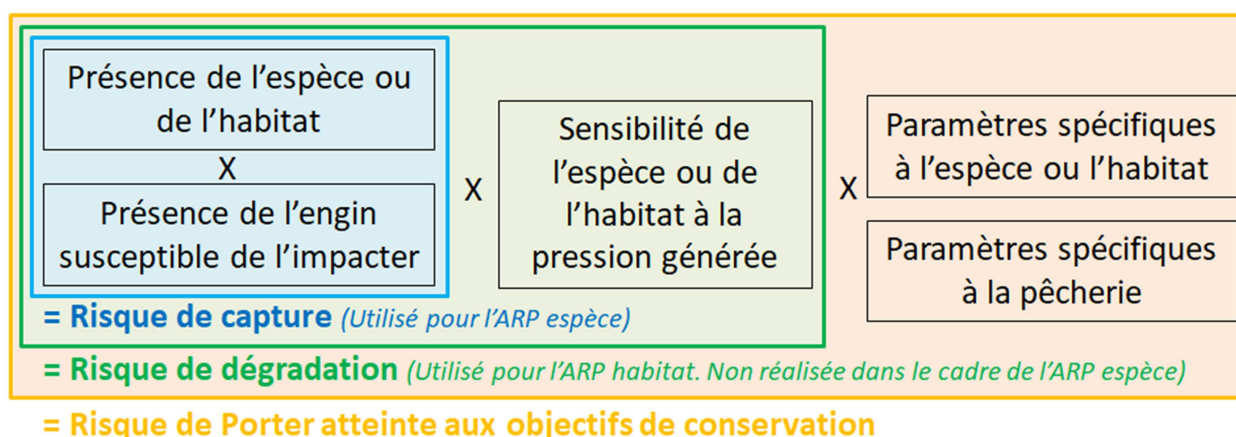 Présence de l’espèce ou
de l’habitat
X
Présence de l’engin
susceptible de l’impacter
X
Sensibilité de
l’espèce ou de
l’habitat à la
pression générée
X
Paramètres spécifiques
à l’espèce ou l’habitat
Paramètres spécifiques
à la pêcherie
= Risque de capture (Utilisé pour l’ARP espèce)
= Risque de dégradation (Utilisé pour l’ARP habitat. Non réalisée dans le cadre de l’ARP espèce)
= Risque de Porter atteinte aux objectifs de conservation